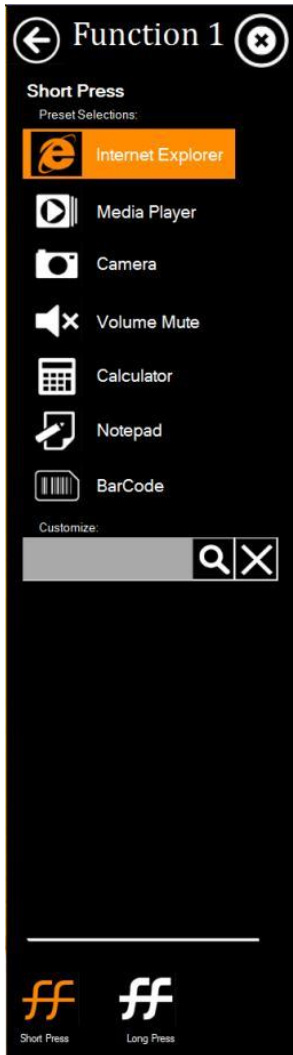 Function 1
Short Press
Preset Selections:
Internet Explorer
Media Player
Camera
Volume Mute
Calculator
Notepad
BarCode
Customize:
Short Press
Long Press